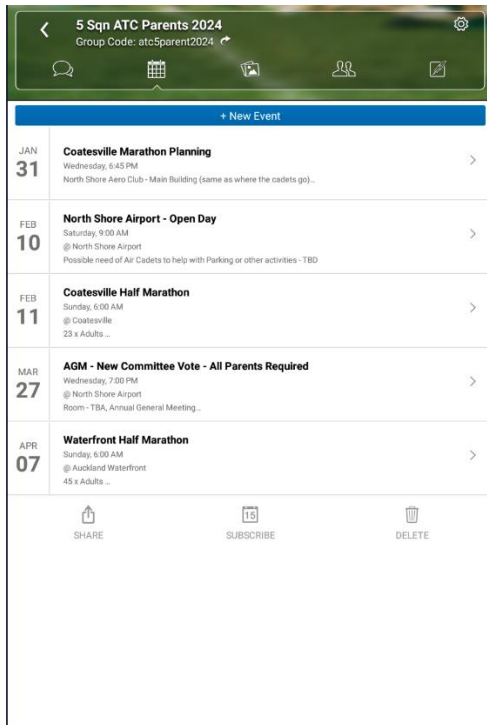 5 Sqn ATC Parents 2024
Group Code: atc5parent2024
+ New Event
JAN
31
Coatesville Marathon Planning
Wednesday, 6:45 PM
North Shore Aero Club - Main Building (same as where the cadets go)...
FEB
10
North Shore Airport - Open Day
Saturday, 9:00 AM
@ North Shore Airport
Possible need of Air Cadets to help with Parking or other activities - TBD
FEB
11
Coatesville Half Marathon
Sunday, 6:00 AM
@ Coatesville
23 x Adults ...
MAR
27
AGM - New Committee Vote - All Parents Required
Wednesday, 7:00 PM
@ North Shore Airport
Room - TBA, Annual General Meeting...
APR
07
Waterfront Half Marathon
Sunday, 6:00 AM
@ Auckland Waterfront
45 x Adults ...
15
SHARE
SUBSCRIBE
DELETE